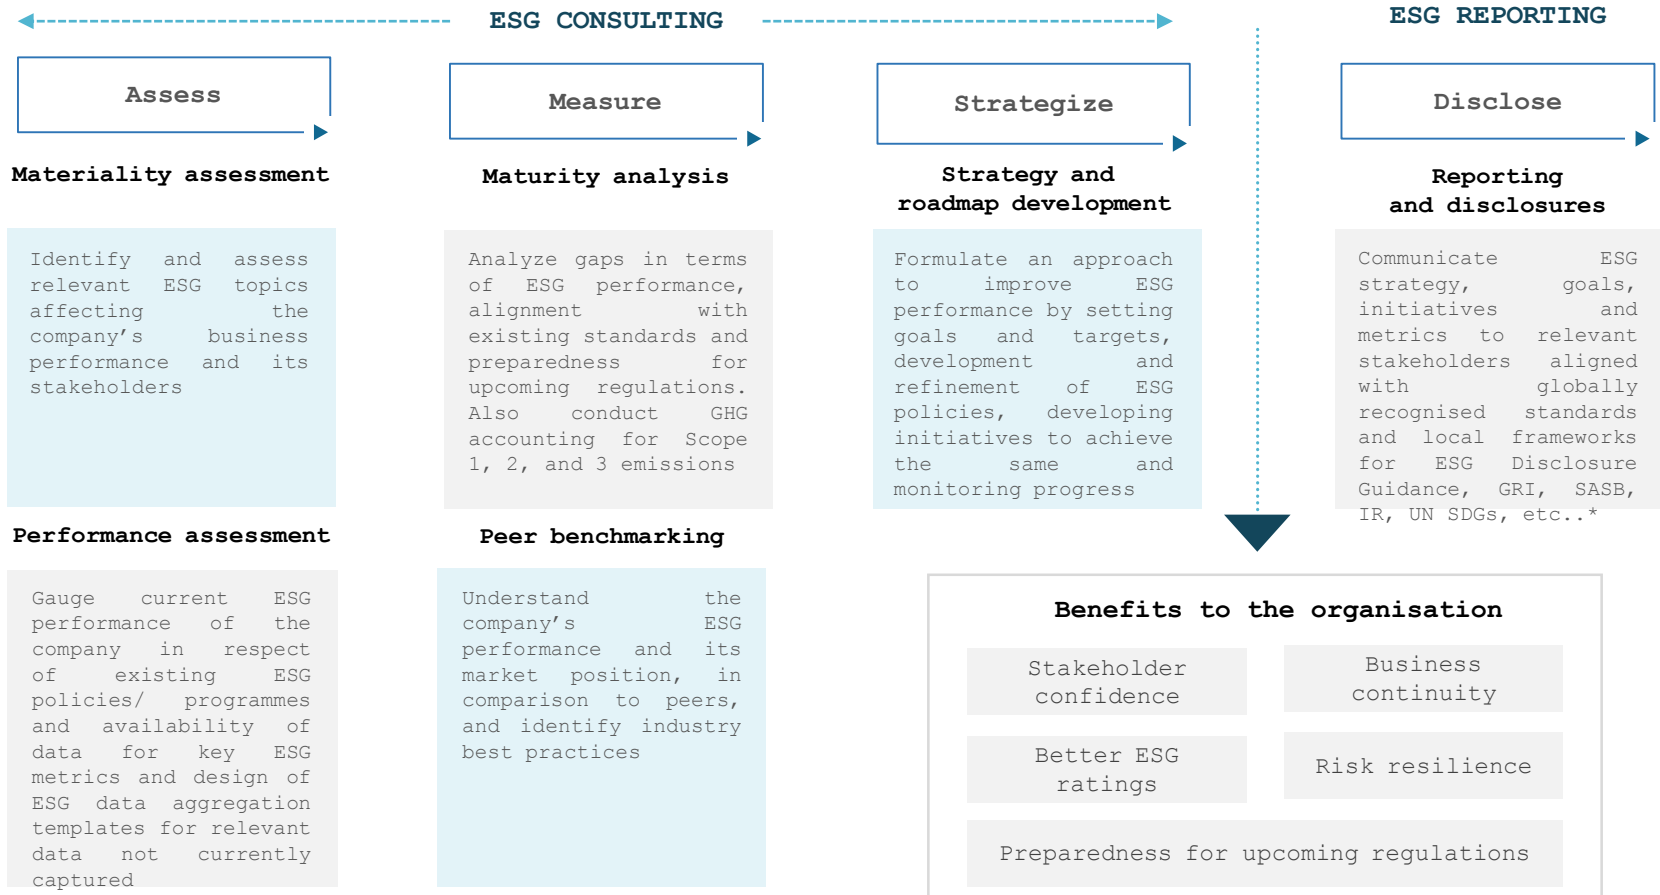 ESG CONSULTING
ESG REPORTING
Assess
Measure
Strategize
Disclose
Materiality assessment
Identify and assess
relevant ESG topics
affecting the
company’s business
performance and its
stakeholders
Performance assessment
Gauge current ESG
performance of the
company in respect
of existing ESG
policies/ programmes
and availability of
data for key ESG
metrics and design of
ESG data aggregation
templates for relevant
data not currently
captured
Maturity analysis
Analyze gaps in terms
of ESG performance,
alignment with
existing standards and
preparedness for
upcoming regulations.
Also conduct GHG
accounting for Scope
1, 2, and 3 emissions
Peer benchmarking
Understand the
company’s ESG
performance and its
market position, in
comparison to peers,
and identify industry
best practices
Strategy and
roadmap development
Formulate an approach
to improve ESG
performance by setting
goals and targets,
development and
refinement of ESG
policies, developing
initiatives to achieve
the same and
monitoring progress
Reporting
and disclosures
Communicate ESG
strategy, goals,
initiatives and
metrics to relevant
stakeholders aligned
with globally
recognised standards
and local frameworks
for ESG Disclosure
Guidance, GRI, SASB,
IR, UN SDGs, etc..*
Benefits to the organisation
Stakeholder
confidence
Business
continuity
Better ESG
ratings
Risk resilience
Preparedness for upcoming regulations